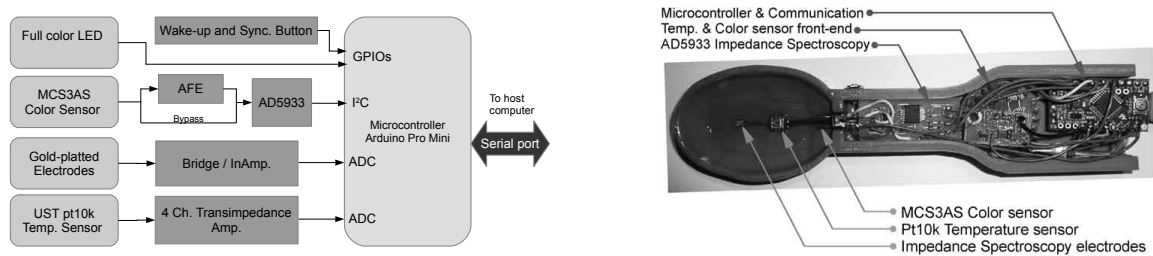 Full color LED
Wake-up and Sync. Button
GPIOs
MCS3AS
Color Sensor
AFE
Bypass
AD5933
I²C
Microcontroller
Arduino Pro Mini
To host
computer
Serial port
Gold-platted
Electrodes
Bridge / InAmp.
ADC
UST pt10k
Temp. Sensor
4 Ch. Transimpedance
Amp.
ADC
Microcontroller & Communication
Temp. & Color sensor front-end
AD5933 Impedance Spectroscopy
MCS3AS Color sensor
Pt10k Temperature sensor
Impedance Spectroscopy electrodes